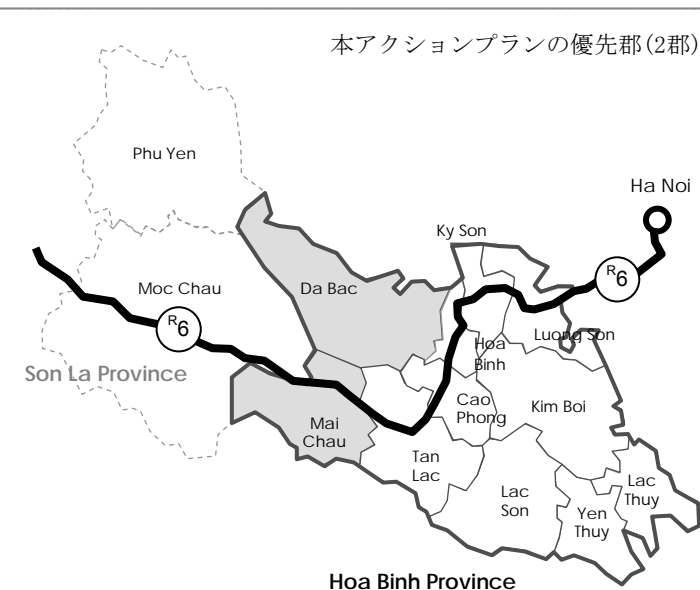 本アクションプランの優先郡(2郡)
Phu Yen
Ha Noi
Ky Son
R6
Moc Chau
Da Bac
R6
Luong Son
Hoa
Binh
Son La Province
Cao
Phong
Kim Boi
Mai
Chau
Tan
Lac
Lac
Son
Lac
Thuy
Yen
Thuy
Hoa Binh Province